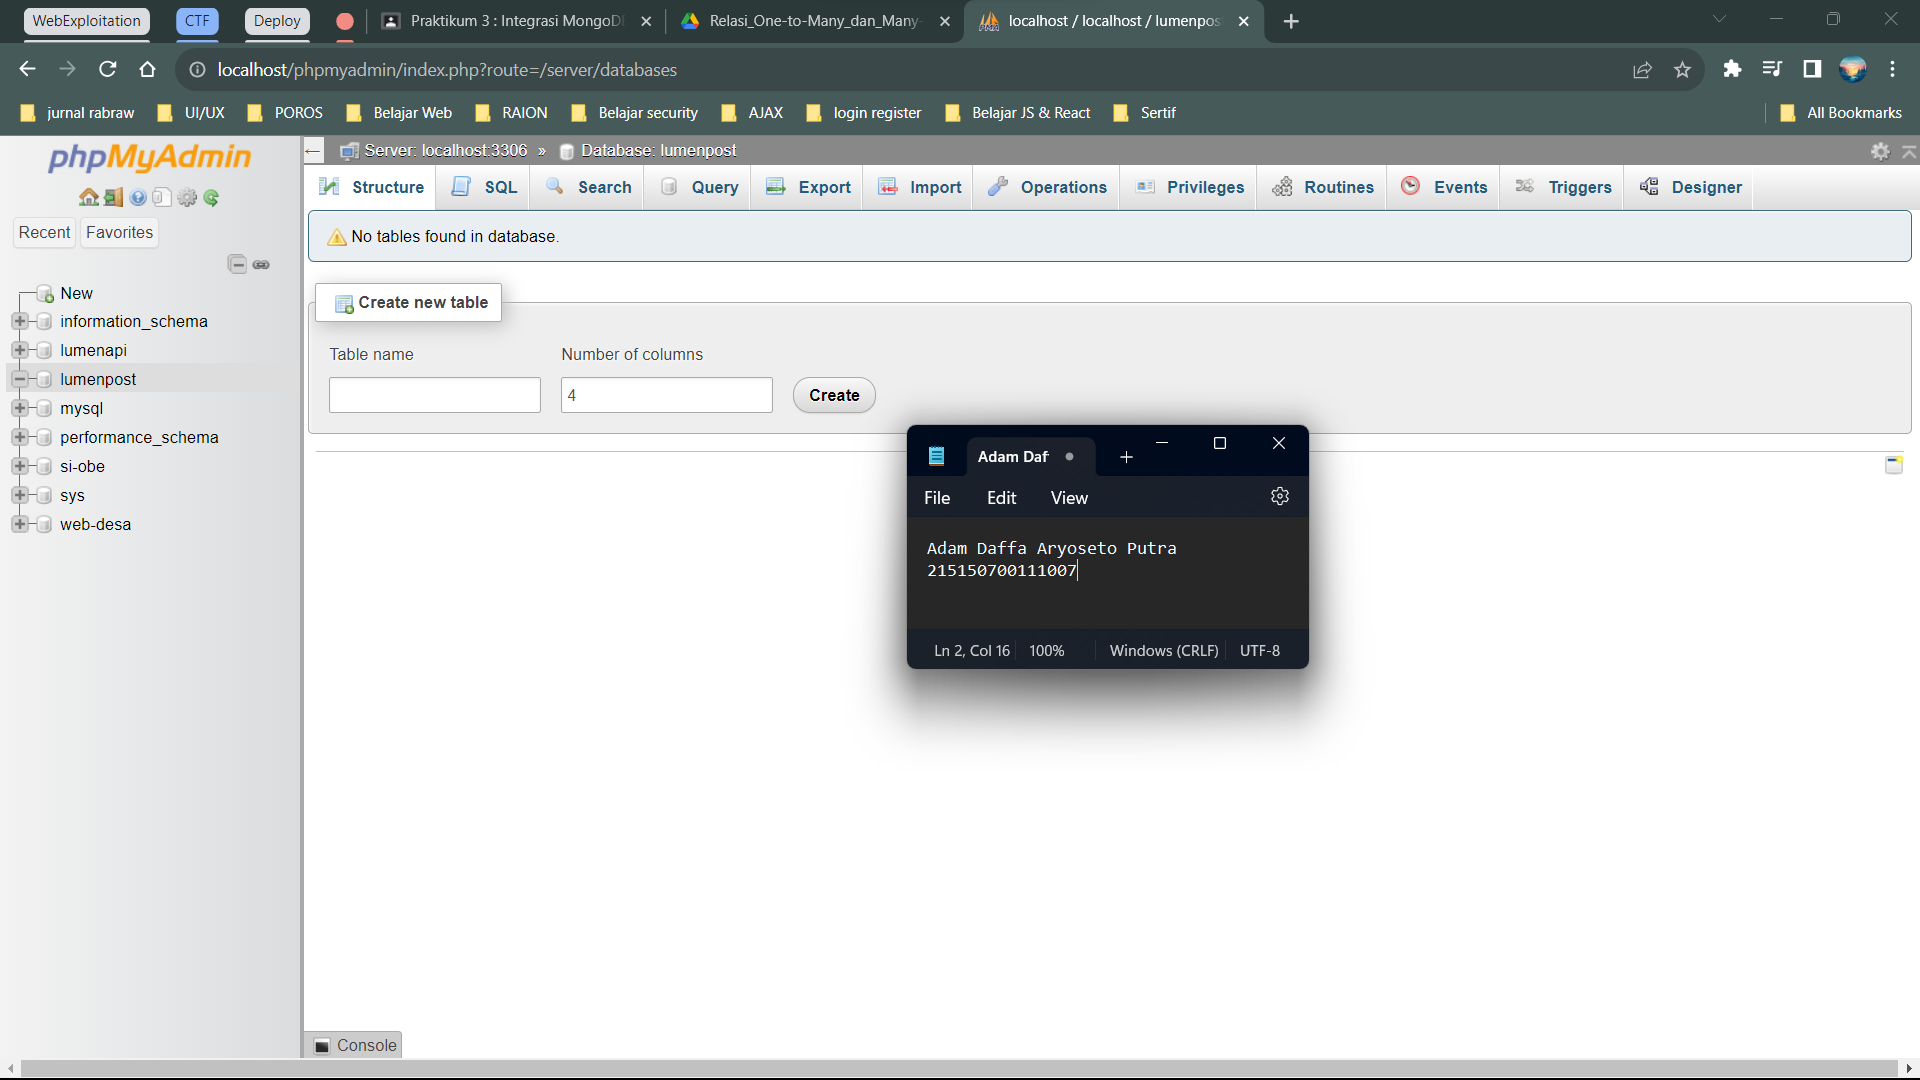 WebExploitation
CTF
Deploy
Praktikum 3 : Integrasi MongoD
Relasi_One-to-Many_dan_Many-
localhost / localhost / lumenpos
localhost/phpmyadmin/index.php?route=/server/databases
jurnal rabraw
UI/UX
POROS
Belajar Web
RAION
Belajar security
AJAX
login register
Belajar JS & React
Sertif
All Bookmarks
phpMyAdmin
Recent
Favorites
New
information_schema
lumenapi
lumenpost
mysql
performance_schema
si-obe
sys
web-desa
Server: localhost:3306 » Database: lumenpost
Structure
SQL
Search
Query
Export
Import
Operations
Privileges
Routines
Events
Triggers
Designer
No tables found in database.
Create new table
Table name
Number of columns
4
Create
Adam Daf
File
Edit
View
Adam Daffa Aryoseto Putra
215150700111007
Ln 2, Col 16
100%
Windows (CRLF)
UTF-8
Console